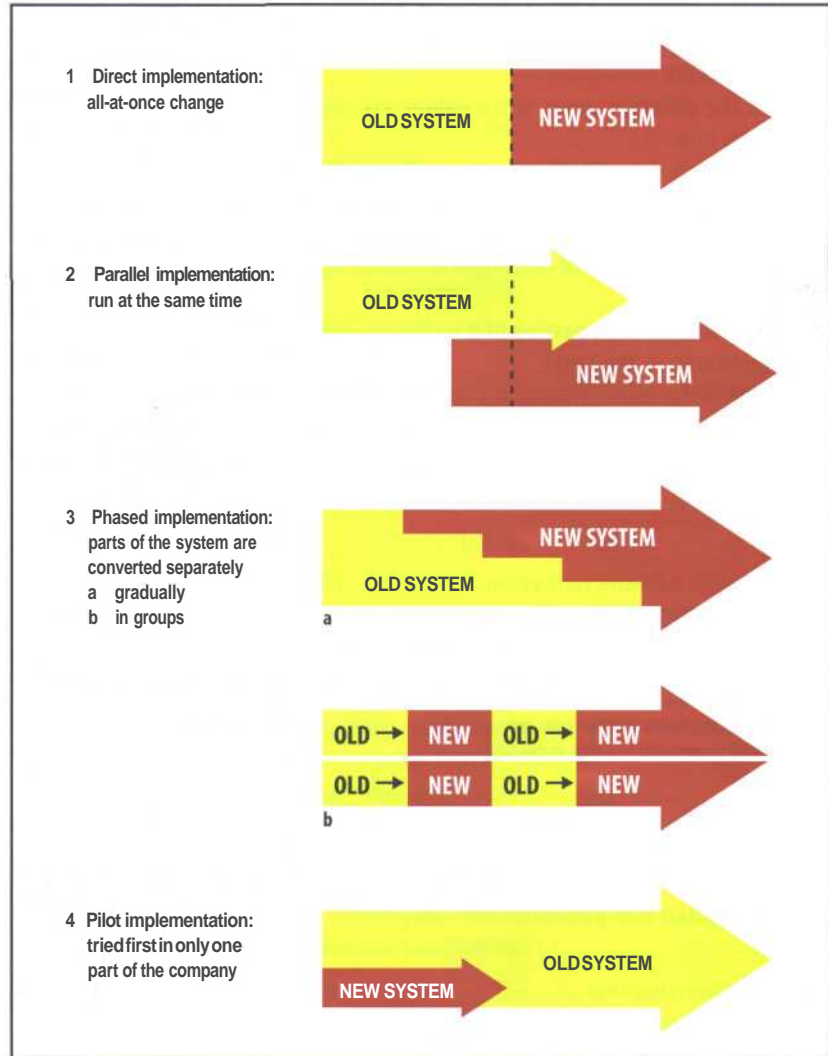 1 Direct implementation:
all-at-once change
OLD SYSTEM
NEW SYSTEM
2 Parallel implementation:
run at the same time
OLD SYSTEM
NEW SYSTEM
3 Phased implementation:
parts of the system are
converted separately
a gradually
b in groups
NEW SYSTEM
OLD SYSTEM
a
OLD → NEW OLD → NEW
OLD → NEW OLD → NEW
b
4 Pilot implementation:
tried first in only one
part of the company
OLD SYSTEM
NEW SYSTEM